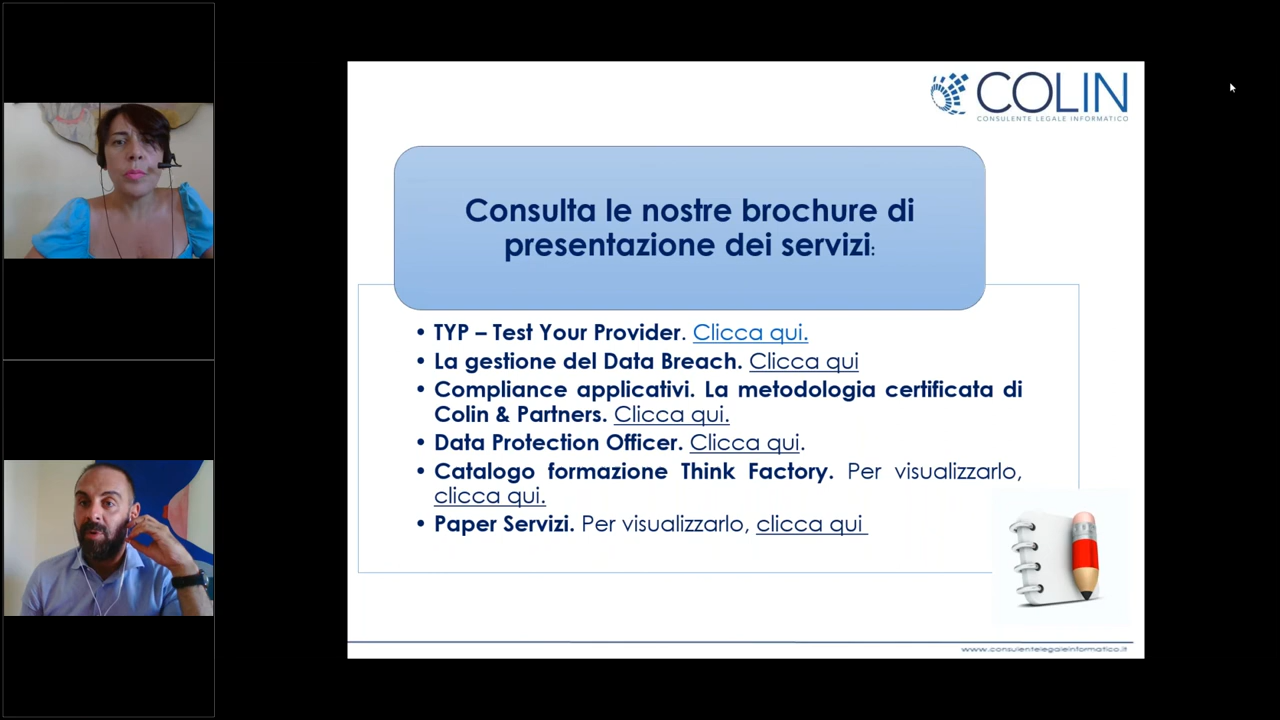 COLIN
CONSULENTE LEGALE INFORMATICO
Consulta le nostre brochure di
presentazione dei servizi:
• TYP – Test Your Provider. Clicca qui.
• La gestione del Data Breach. Clicca qui
• Compliance applicativi. La metodologia certificata di
Colin & Partners. Clicca qui.
• Data Protection Officer. Clicca qui.
• Catalogo formazione Think Factory. Per visualizzarlo,
clicca qui.
• Paper Servizi. Per visualizzarlo, clicca qui
www.consulentelegaleinformatico.it